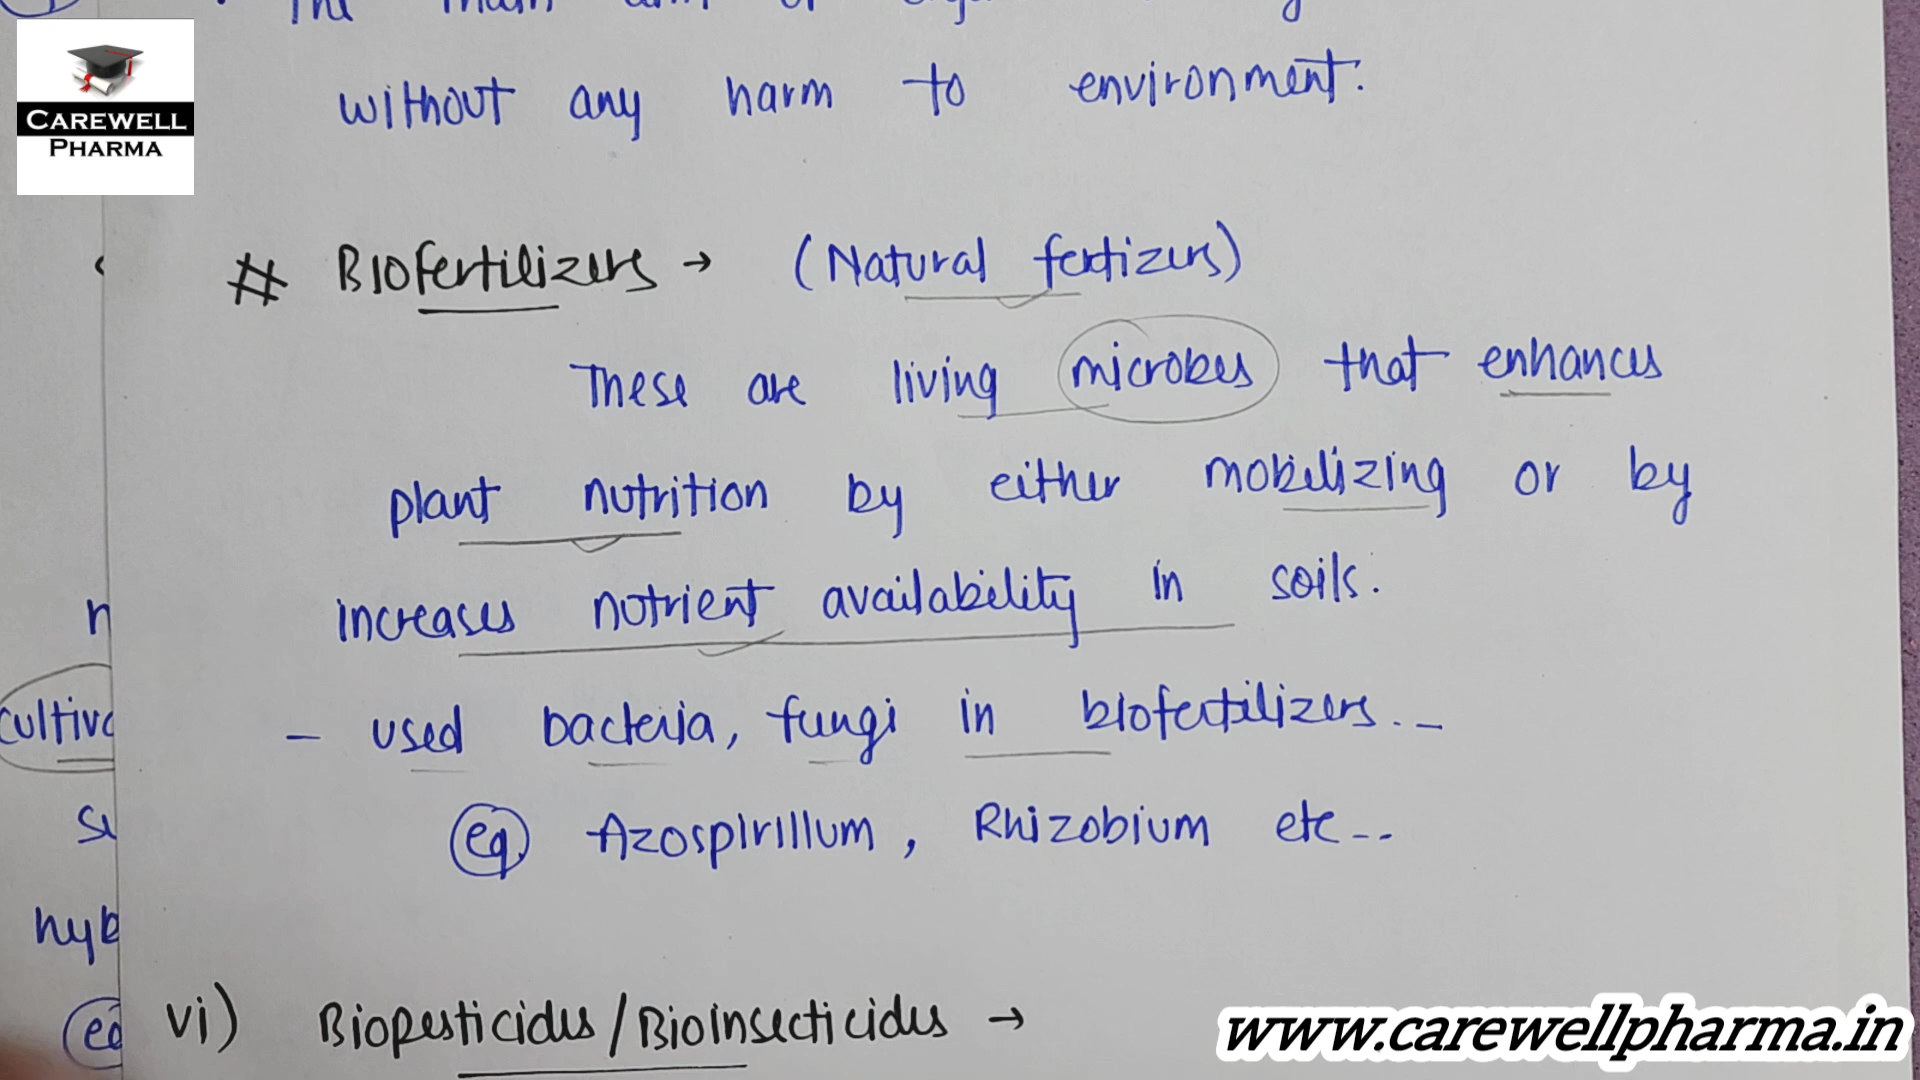 The main
without any harm to environment.
CAREWELL
PHARMA
# Biofertilizers → (Natural fertizers)
These are living microbes that enhances
plant nutrition by either mobilizing or by
increases nutrient availability in soils.
- used bacteria, fungi in biofertilizers..-
eg. Azospirillum, Rhizobium etc--
vi) Biopesticides/Bioinsecticides →
www.carewellpharma.in